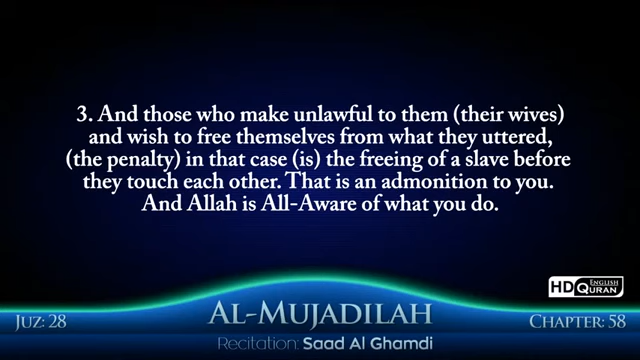 3. And those who make unlawful to them (their wives)
and wish to free themselves from what they uttered,
(the penalty) in that case (is) the freeing of a slave before
they touch each other. That is an admonition to you.
And Allah is All-Aware of what you do.
HD ENGLISH QURAN
Juz: 28
Al-Mujadilah
Chapter: 58
Recitation: Saad Al Ghamdi